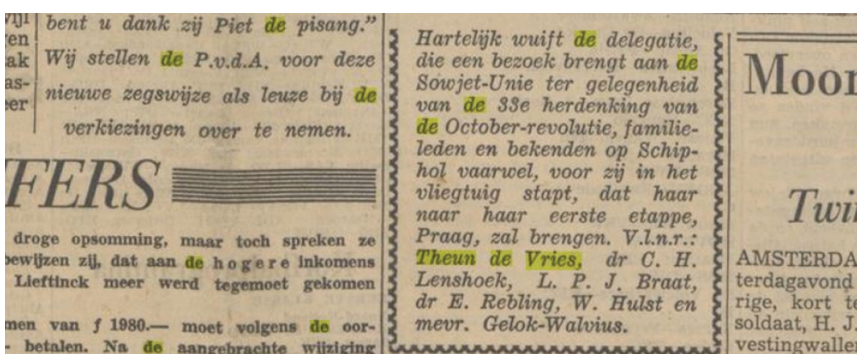 bent u dank zij Piet de pisang.”
Wij stellen de P.v.d.A. voor deze
nieuwe zegswijze als leuze bij de
verkiezingen over te nemen.
FFERS
droge opsomming, maar toch spreken ze
bewijzen zij, dat aan de hogere inkomens
Lieftinck meer werd tegemoet gekomen
men van f 1980.— moet volgens de oor-
- betalen. Na de aangebrachte wijziging
Hartelijk wuift de delegatie,
die een bezoek brengt aan de
Sowjet-Unie ter gelegenheid
van de 33e herdenking van
de October-revolutie, familie-
leden en bekenden op Schip-
hol vaarwel, voor zij in het
vliegtuig stapt, dat haar
naar haar eerste etappe,
Praag, zal brengen. V.l.n.r.:
Theun de Vries, dr C. H.
Lenshoek, L. P. J. Braat,
dr E. Rebling, W. Hulst en
mevr. Gelok-Walvius.
Moor
Twi
AMSTERDA
terdagavond
rige, kort te
soldaat, H. J.
vestingwaller